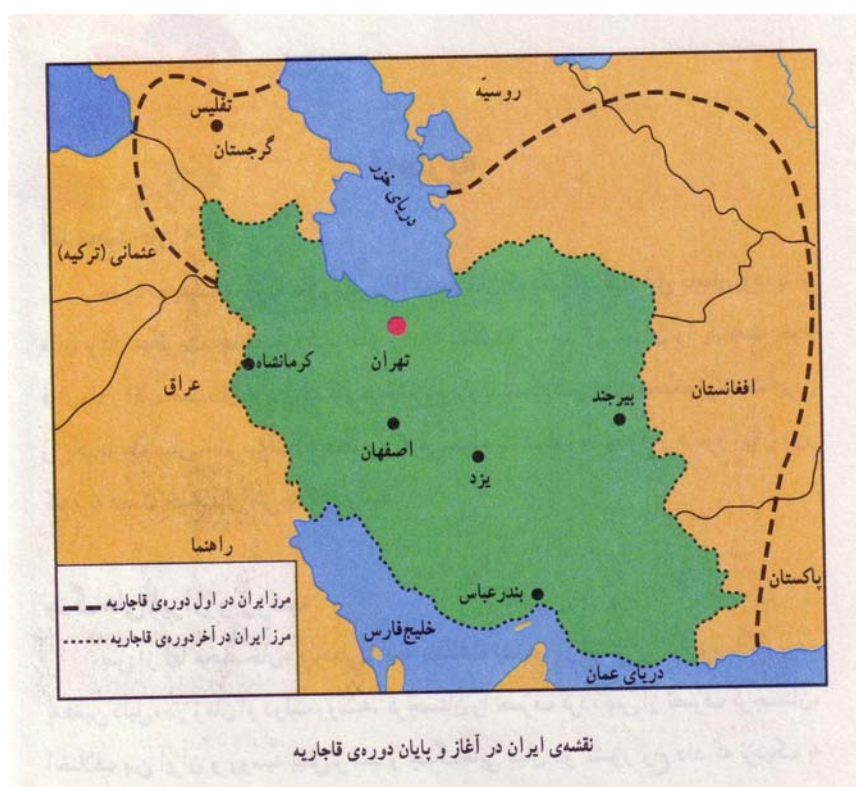 روسیّه
تفلیس
گرجستان
دریای خزر
عثمانی (ترکیه)
تهران
کرمانشاه
عراق
افغانستان
بیرجند
اصفهان
یزد
راهنما
پاکستان
بندرعباس
مرز ایران در اول دوره‌ی قاجاریه
مرز ایران در آخر دوره‌ی قاجاریه
خلیج فارس
دریای عمان
نقشه‌ی ایران در آغاز و پایان دوره‌ی قاجاریه